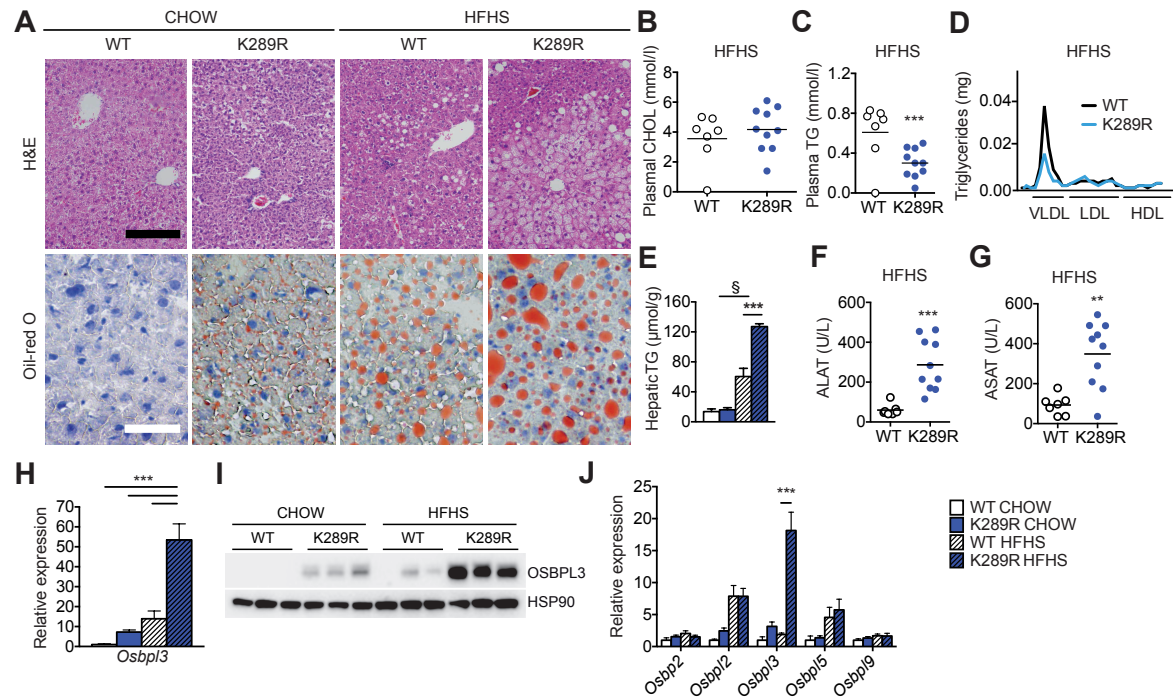 A
CHOW
HFHS
WT
K289R
WT
K289R
H&E
Oil-red O
B
HFHS
Plasmal CHOL (mmol/l)
8
6
4
2
0
WT
K289R
C
HFHS
Plasma TG (mmol/l)
1.2
0.8
0.4
0.0
***
WT
K289R
D
HFHS
Triglycerides (mg)
0.04
0.02
0.00
WT
K289R
VLDL
LDL
HDL
E
HepaticTG (μmol/g)
160
120
80
40
0
§
***
F
HFHS
ALAT (U/L)
600
400
200
0
***
WT
K289R
G
HFHS
ASAT (U/L)
600
400
200
0
**
WT
K289R
H
Relative expression
70
60
50
40
30
20
10
0
***
Osbpl3
I
CHOW
HFHS
WT
K289R
WT
K289R
OSBPL3
HSP90
J
Relative expression
25
20
15
10
5
0
***
Osbp2
Osbpl2
Osbpl3
Osbpl5
Osbpl9
WT CHOW
K289R CHOW
WT HFHS
K289R HFHS